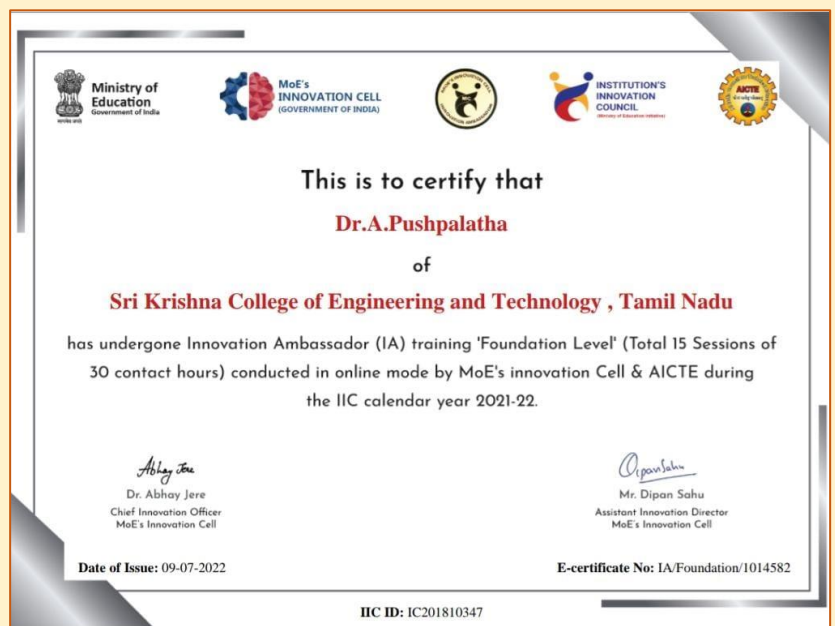 Ministry of
Education
Government of India
MoE's
INNOVATION CELL
(GOVERNMENT OF INDIA)
INSTITUTION'S
INNOVATION
COUNCIL
(Ministry of Education Initiative)
AICTE
This is to certify that
Dr.A.Pushpalatha
of
Sri Krishna College of Engineering and Technology , Tamil Nadu
has undergone Innovation Ambassador (IA) training 'Foundation Level' (Total 15 Sessions of
30 contact hours) conducted in online mode by MoE's innovation Cell & AICTE during
the IIC calendar year 2021-22.
Abhay Jere
Dipan Sahu
Dr. Abhay Jere
Mr. Dipan Sahu
Chief Innovation Officer
Assistant Innovation Director
MoE's Innovation Cell
MoE's Innovation Cell
Date of Issue: 09-07-2022
E-certificate No: IA/Foundation/1014582
IIC ID: IC201810347